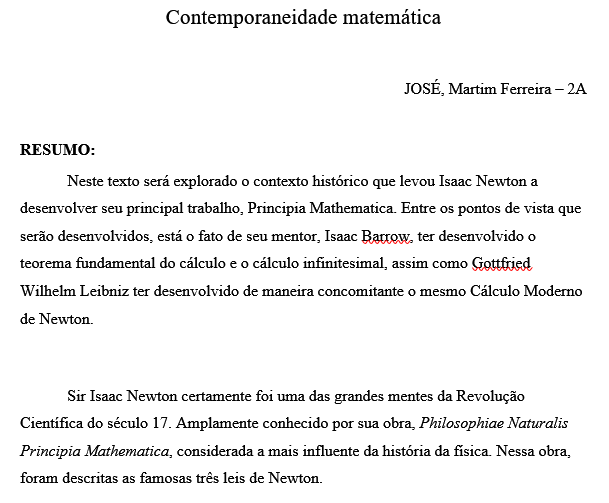 Contemporaneidade matemática
JOSÉ, Martim Ferreira – 2A
RESUMO:
Neste texto será explorado o contexto histórico que levou Isaac Newton a
desenvolver seu principal trabalho, Principia Mathematica. Entre os pontos de vista que
serão desenvolvidos, está o fato de seu mentor, Isaac Barrow, ter desenvolvido o
teorema fundamental do cálculo e o cálculo infinitesimal, assim como Gottfried
Wilhelm Leibniz ter desenvolvido de maneira concomitante o mesmo Cálculo Moderno
de Newton.
Sir Isaac Newton certamente foi uma das grandes mentes da Revolução
Científica do século 17. Amplamente conhecido por sua obra, Philosophiae Naturalis
Principia Mathematica, considerada a mais influente da história da física. Nessa obra,
foram descritas as famosas três leis de Newton.